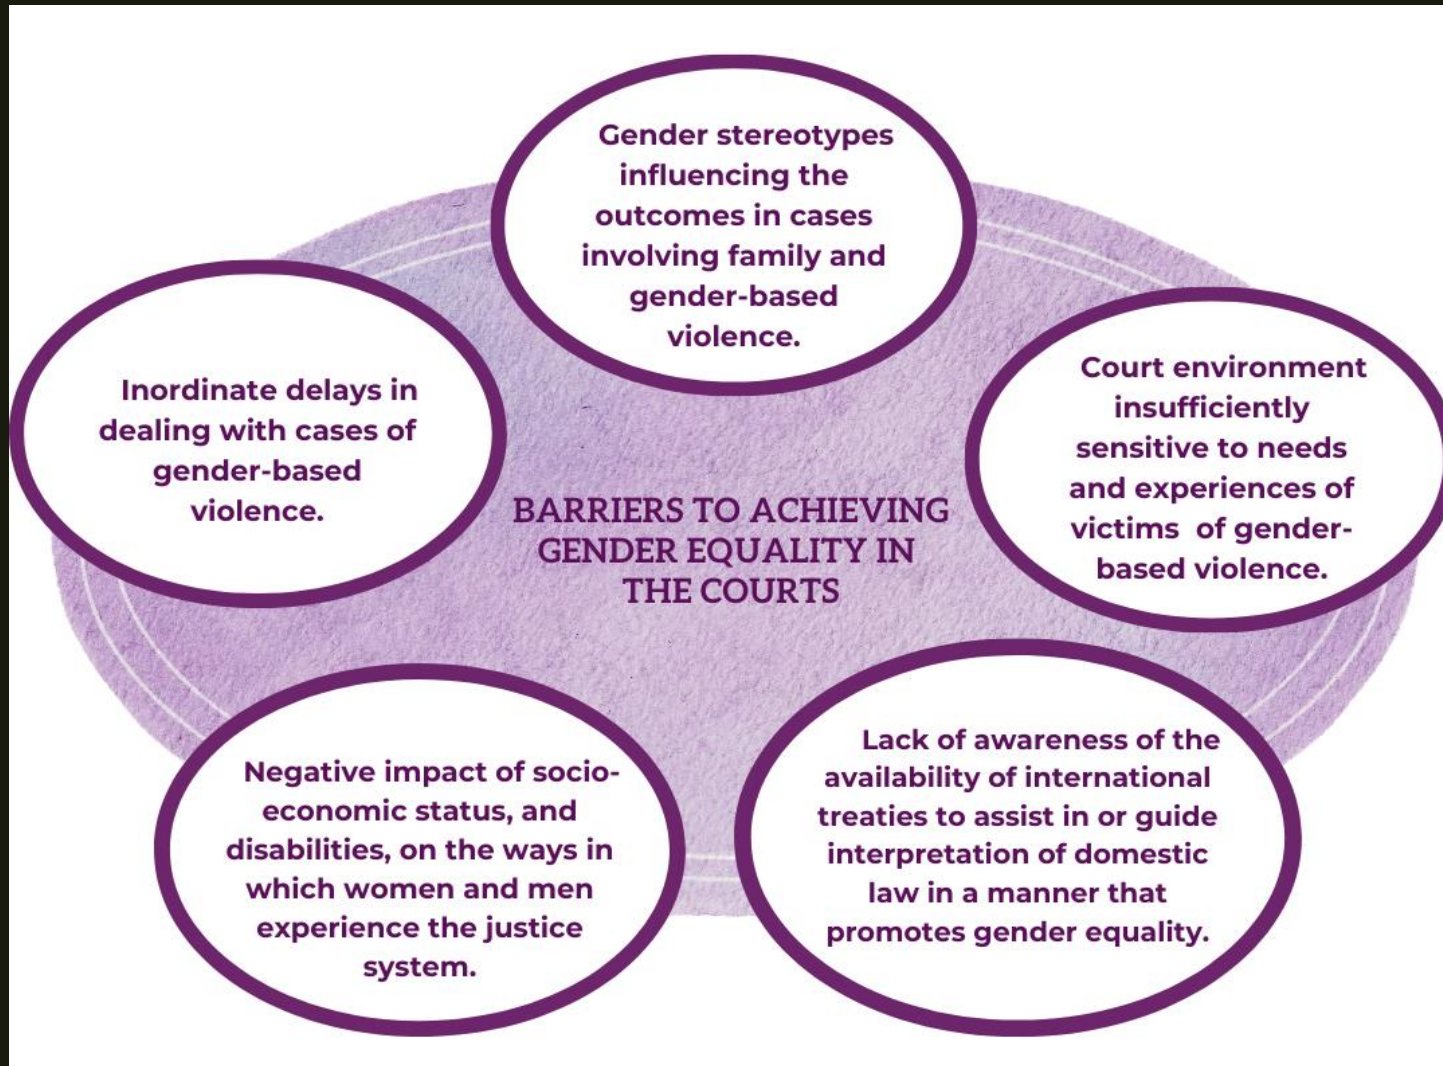 Gender stereotypes
influencing the
outcomes in cases
involving family and
gender-based
violence.
Inordinate delays in
dealing with cases of
gender-based
violence.
Court environment
insufficiently
sensitive to needs
and experiences of
victims  of gender-
based violence.
BARRIERS TO ACHIEVING
GENDER EQUALITY IN
THE COURTS
Negative impact of socio-
economic status, and
disabilities, on the ways in
which women and men
experience the justice
system.
Lack of awareness of the
availability of international
treaties to assist in or guide
interpretation of domestic
law in a manner that
promotes gender equality.